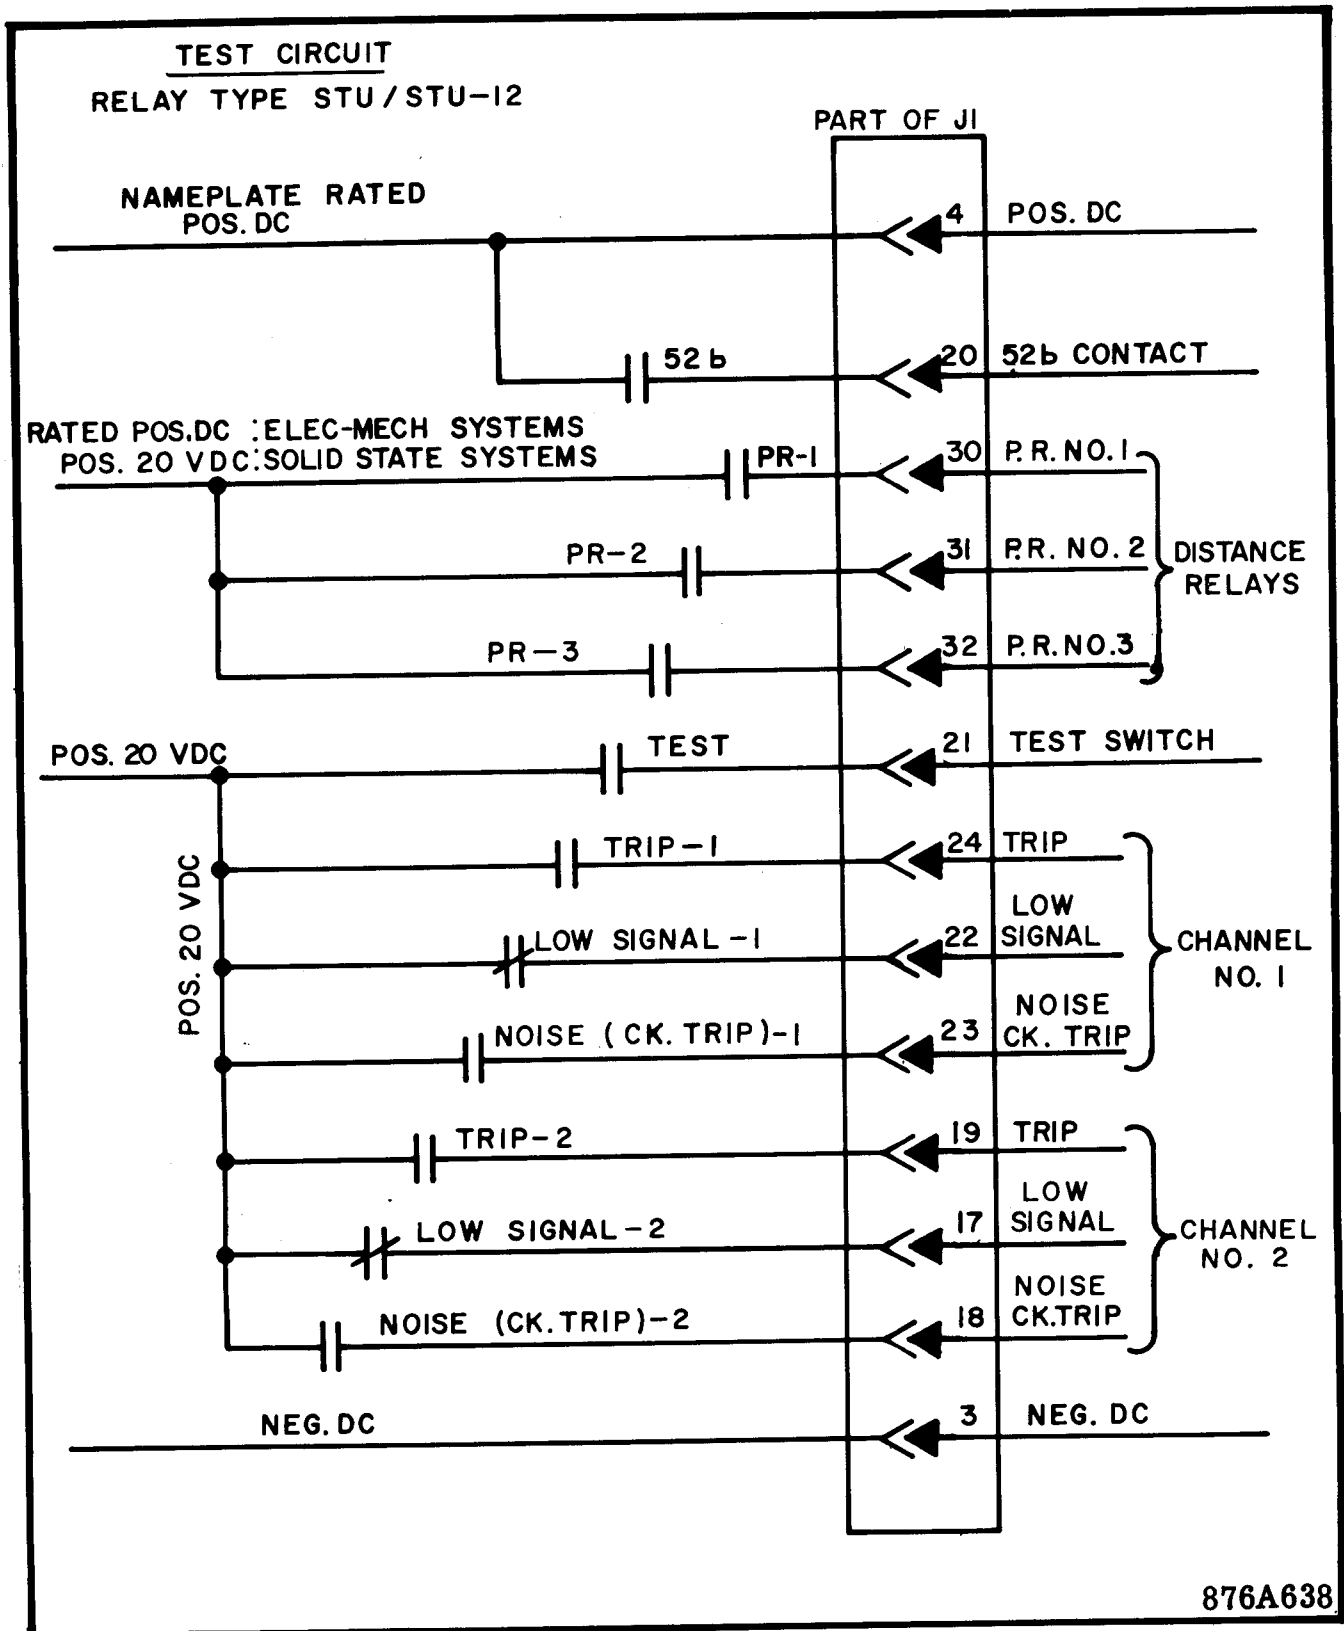 TEST CIRCUIT
RELAY TYPE STU/STU-12
PART OF J1
NAMEPLATE RATED
POS. DC
4 POS. DC
52b
20 52b CONTACT
RATED POS.DC : ELEC-MECH SYSTEMS
POS. 20 VDC: SOLID STATE SYSTEMS
PR-1
30 P.R. NO. 1
PR-2
31 P.R. NO. 2
PR-3
32 P.R. NO. 3
DISTANCE
RELAYS
POS. 20 VDC
TEST
21 TEST SWITCH
POS. 20 VDC
TRIP-1
24 TRIP
LOW SIGNAL-1
22 LOW
SIGNAL
NOISE (CK. TRIP)-1
23 NOISE
CK. TRIP
CHANNEL
NO. 1
TRIP-2
19 TRIP
LOW SIGNAL-2
17 LOW
SIGNAL
NOISE (CK. TRIP)-2
18 NOISE
CK. TRIP
CHANNEL
NO. 2
NEG. DC
3 NEG. DC
876A638